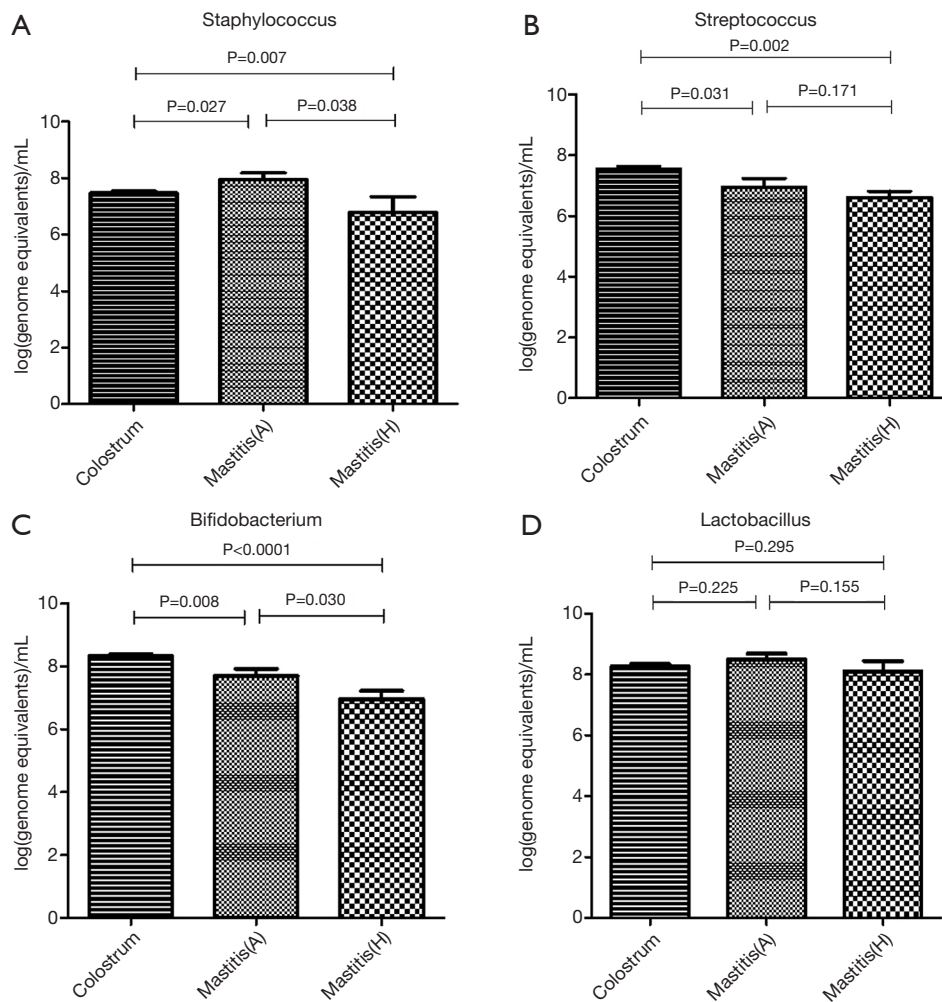 A
Staphylococcus
P=0.007
P=0.027
P=0.038
10
8
6
4
2
0
log(genome equivalents)/mL
Colostrum
Mastitis(A)
Mastitis(H)
B
Streptococcus
P=0.002
P=0.031
P=0.171
10
8
6
4
2
0
log(genome equivalents)/mL
Colostrum
Mastitis(A)
Mastitis(H)
C
Bifidobacterium
P<0.0001
P=0.008
P=0.030
10
8
6
4
2
0
log(genome equivalents)/mL
Colostrum
Mastitis(A)
Mastitis(H)
D
Lactobacillus
P=0.295
P=0.225
P=0.155
10
8
6
4
2
0
log(genome equivalents)/mL
Colostrum
Mastitis(A)
Mastitis(H)